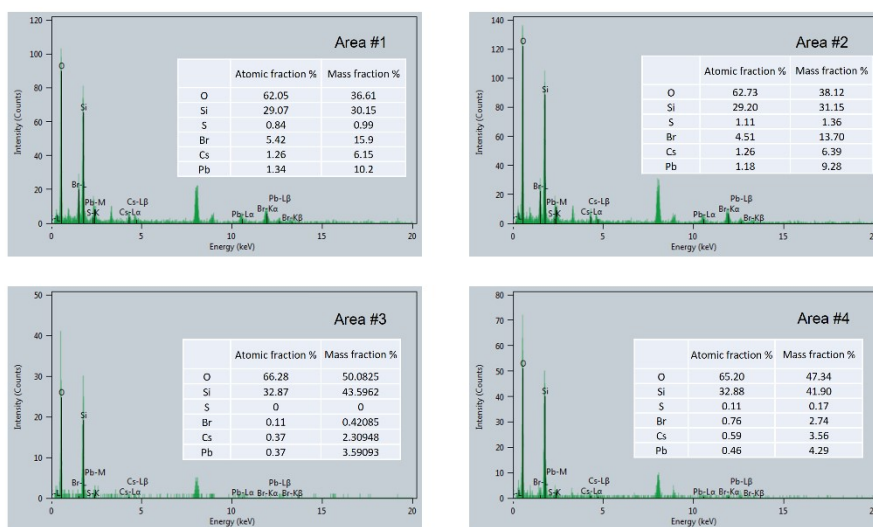 Area #1
Intensity (Counts)
120
100
80
60
40
20
0
Atomic fraction % Mass fraction %
O 62.05 36.61
Si 29.07 30.15
S 0.84 0.99
Br 5.42 15.9
Cs 1.26 6.15
Pb 1.34 10.2
O
Si
Br-L
Pb-M
S-K
Cs-Lβ
Cs-Lα
Pb-Lα
Pb-Lβ
Br-Kα
Br-Kβ
0 5 10 15 20
Energy (keV)
Area #2
Intensity (Counts)
140
120
100
80
60
40
20
0
Atomic fraction % Mass fraction %
O 62.73 38.12
Si 29.20 31.15
S 1.11 1.36
Br 4.51 13.70
Cs 1.26 6.39
Pb 1.18 9.28
O
Si
Br-L
Pb-M
S-K
Cs-Lβ
Cs-Lα
Pb-Lα
Pb-Lβ
Br-Kα
Br-Kβ
0 5 10 15 20
Energy (keV)
Area #3
Intensity (Counts)
50
40
30
20
10
0
Atomic fraction % Mass fraction %
O 66.28 50.0825
Si 32.87 43.5962
S 0 0
Br 0.11 0.42085
Cs 0.37 2.30948
Pb 0.37 3.59093
O
Si
Pb-M
Br-L
S-K
Cs-Lβ
Cs-Lα
Pb-Lβ
Pb-Lα Br-Kα Br-Kβ
0 5 10 15 20
Energy (keV)
Area #4
Intensity (Counts)
80
70
60
50
40
30
20
10
0
Atomic fraction % Mass fraction %
O 65.20 47.34
Si 32.88 41.90
S 0.11 0.17
Br 0.76 2.74
Cs 0.59 3.56
Pb 0.46 4.29
O
Si
Pb-M
Br-L
S-K
Cs-Lβ
Cs-Lα
Pb-Lβ
Pb-Lα Br-Kα Br-Kβ
0 5 10 15 20
Energy (keV)